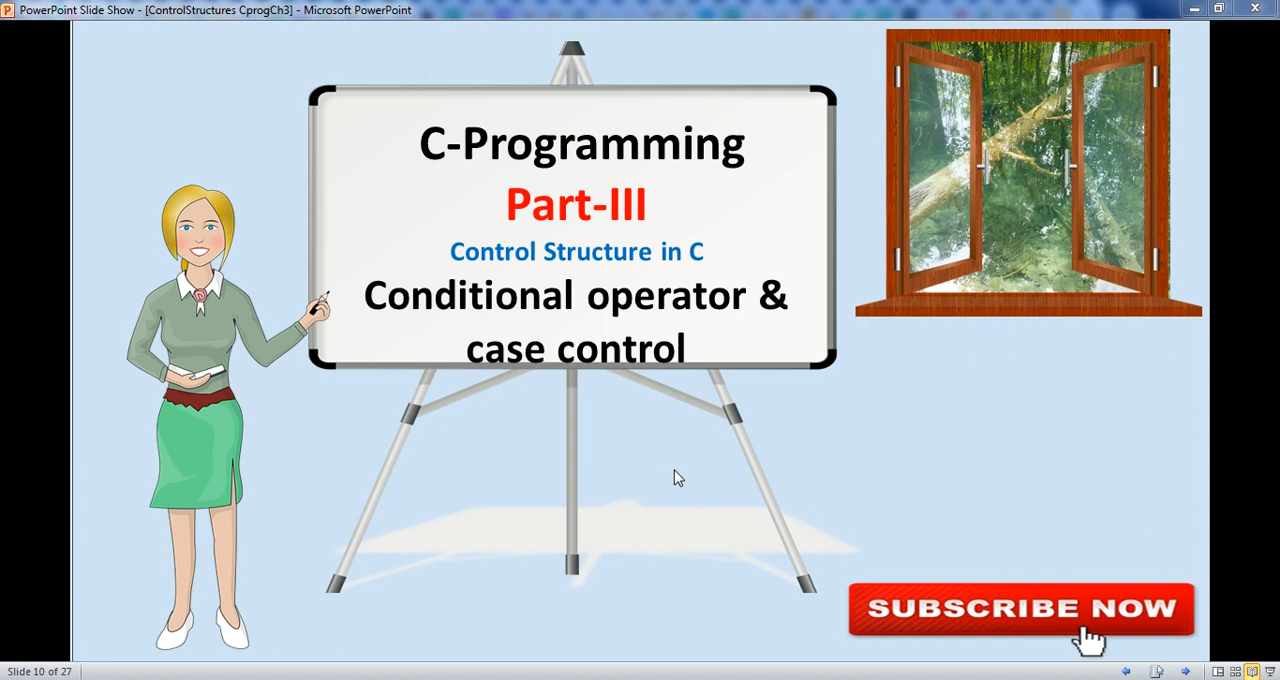 PowerPoint Slide Show - [ControlStructures CprogCh3] - Microsoft PowerPoint
C-Programming
Part-III
Control Structure in C
Conditional operator &
case control
SUBSCRIBE NOW
Slide 10 of 27